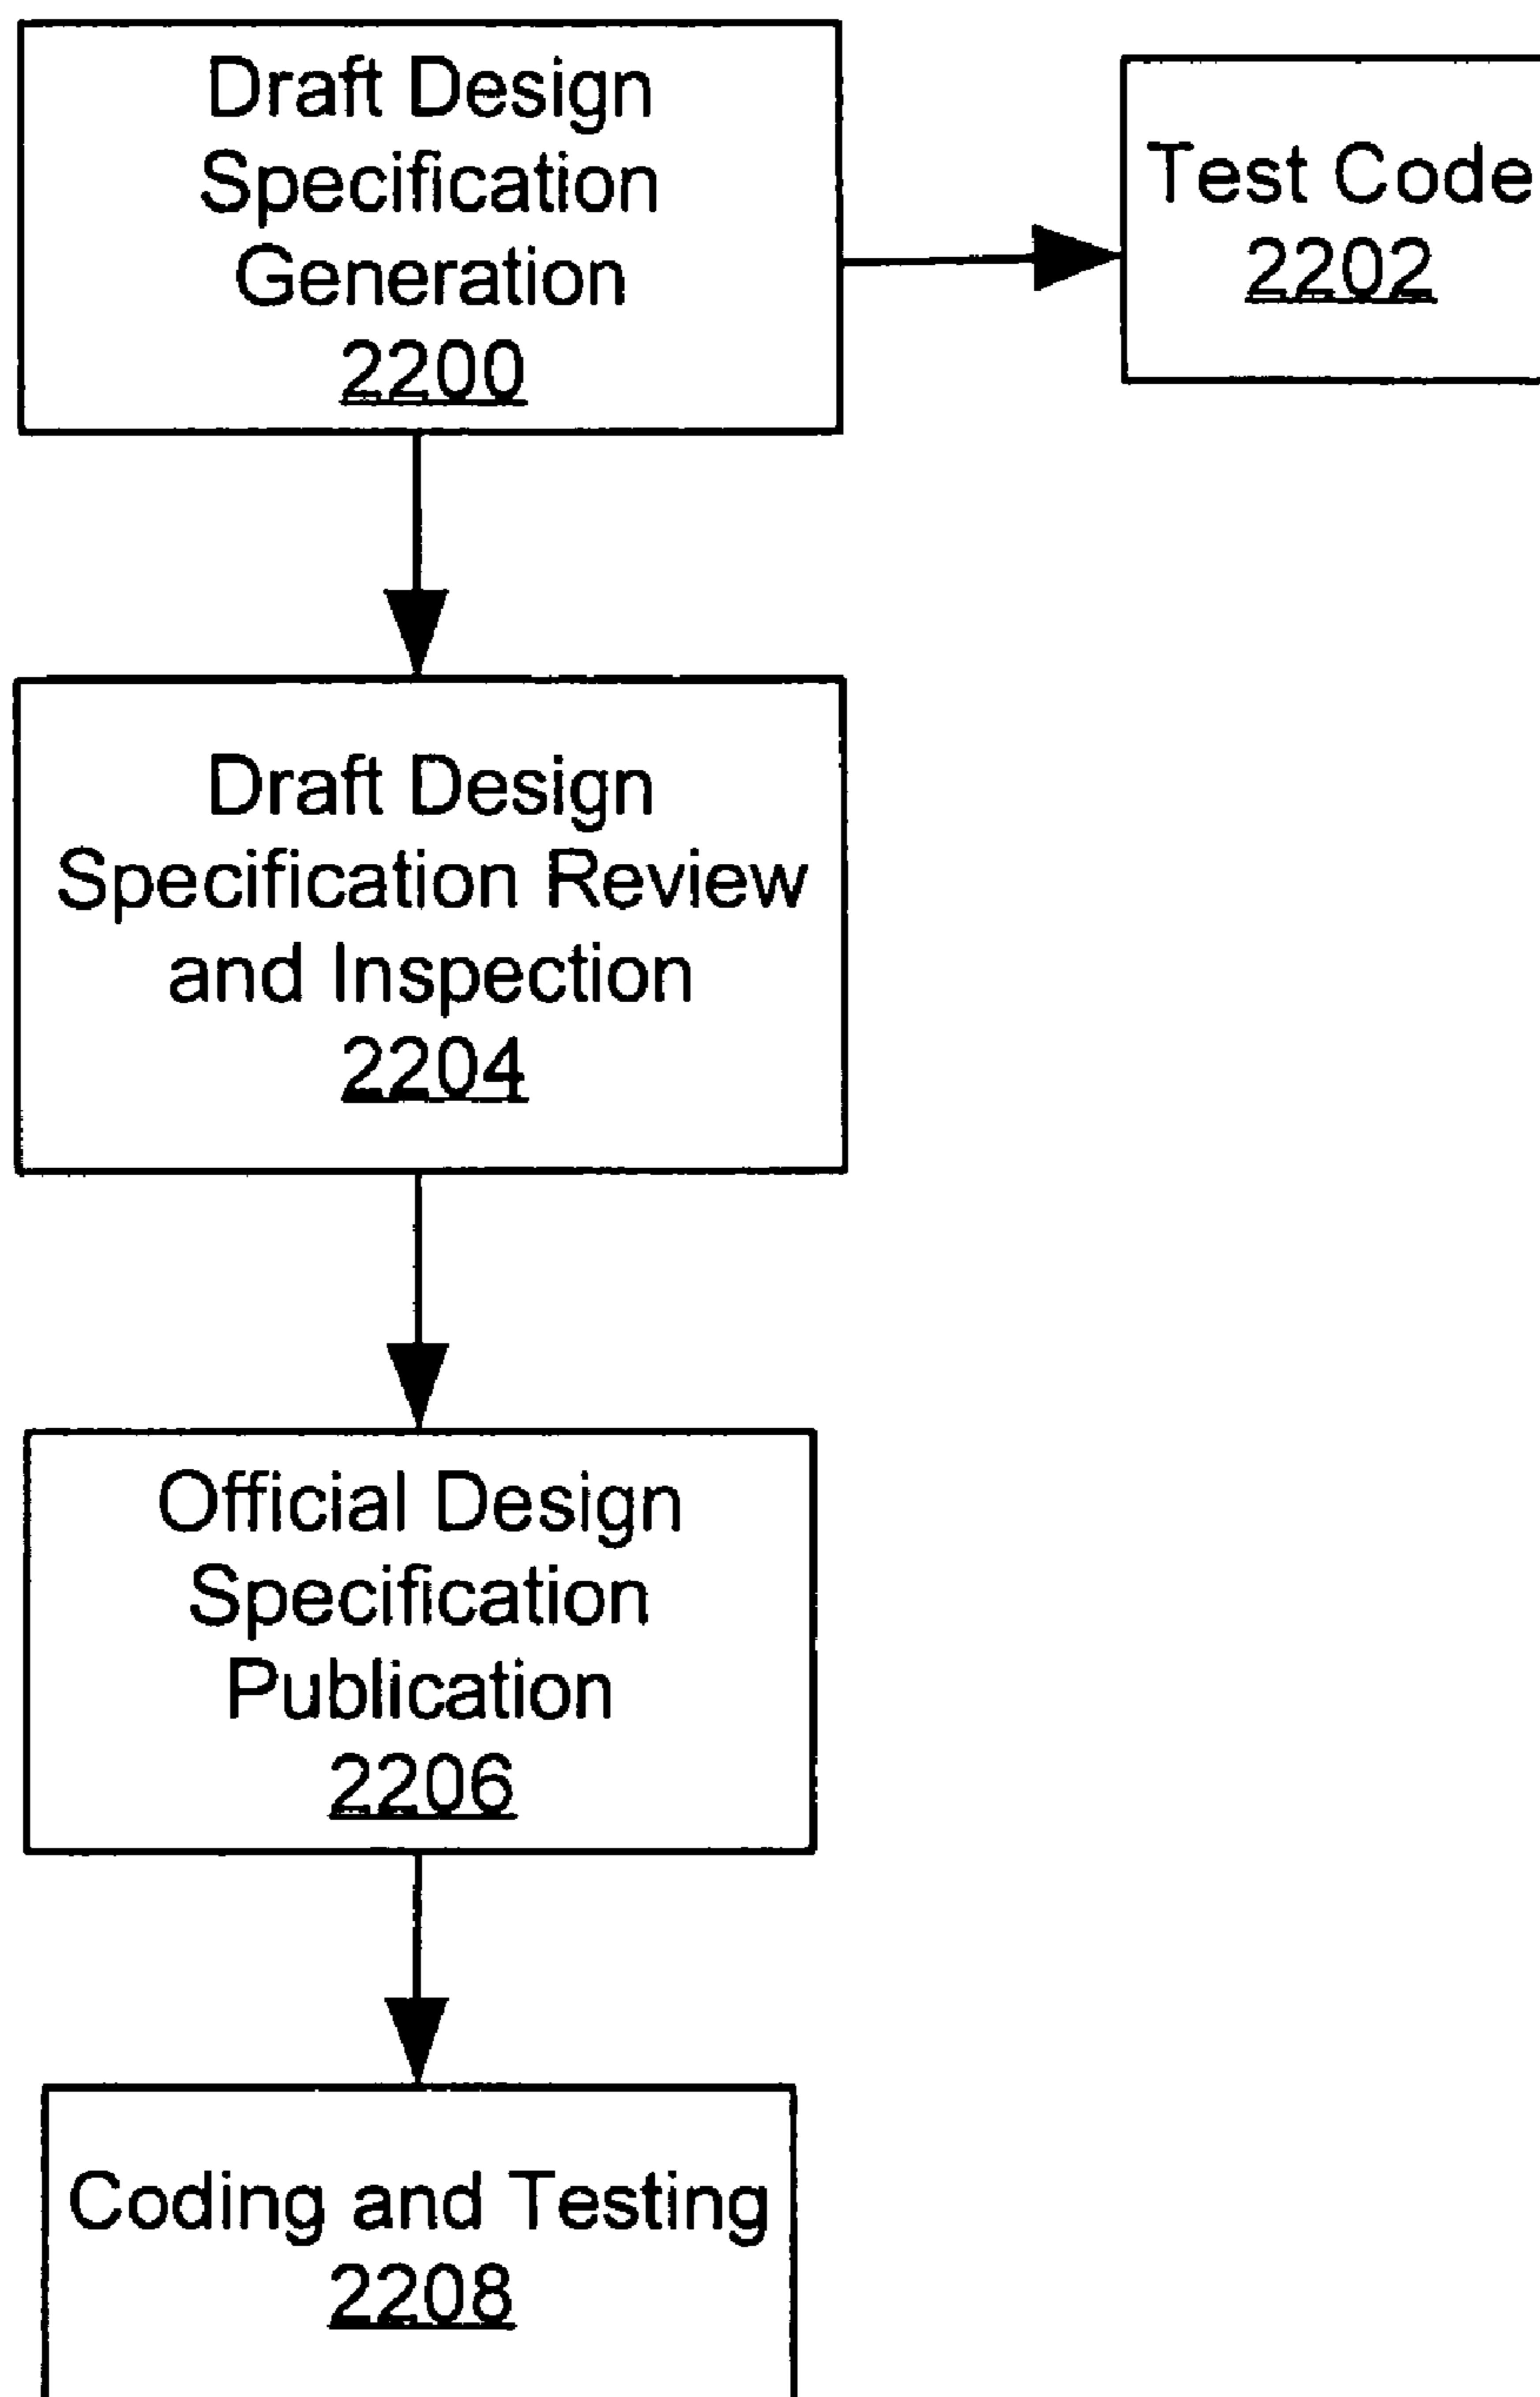 Draft Design
Specification
Generation
2200
Test Code
2202
Draft Design
Specification Review
and Inspection
2204
Official Design
Specification
Publication
2206
Coding and Testing
2208